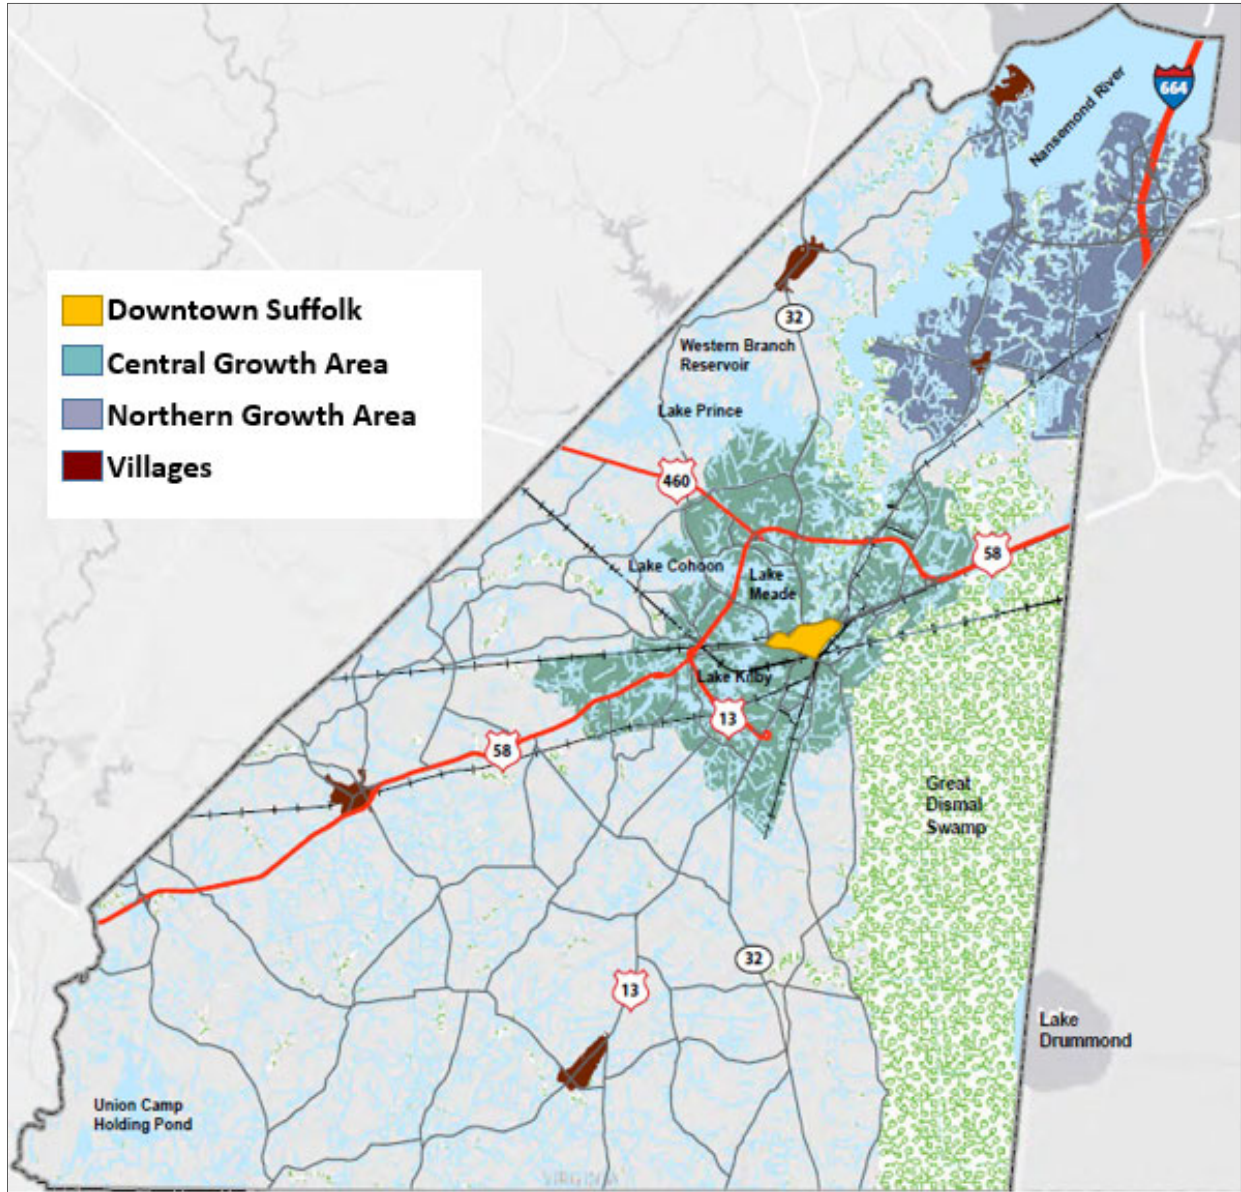 664
Nansemond River
Downtown Suffolk
Central Growth Area
Northern Growth Area
Villages
32
Western Branch
Reservoir
Lake Prince
460
58
Lake Cohoon
Lake
Meade
Lake Kilby
13
58
Great
Dismal
Swamp
32
13
Lake
Drummond
Union Camp
Holding Pond
VIRGINIA